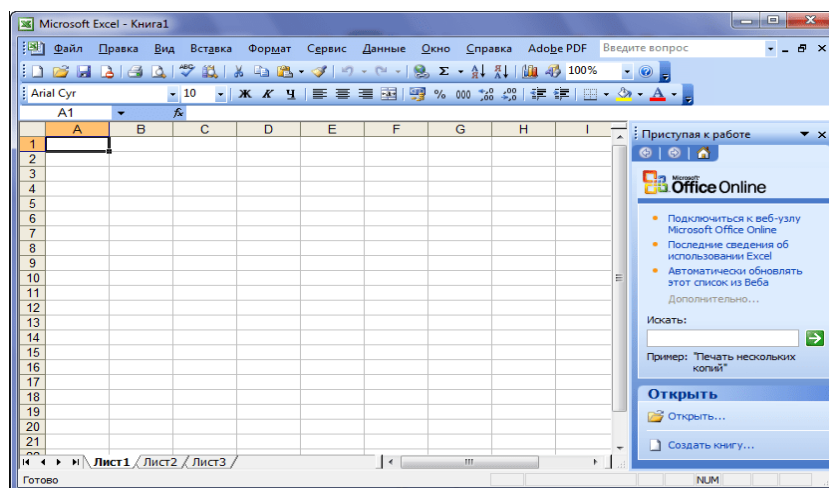 Microsoft Excel - Книга1
Файл Правка Вид Вставка Формат Сервис Данные Окно Справка Adobe PDF Введите вопрос
100%
Arial Cyr 10 Ж К Ч % 000
A1 fx
A B C D E F G H I
1
2
3
4
5
6
7
8
9
10
11
12
13
14
15
16
17
18
19
20
21
Приступая к работе
Microsoft
Office Online
Подключиться к веб-узлу
Microsoft Office Online
Последние сведения об
использовании Excel
Автоматически обновлять
этот список из Веба
Дополнительно...
Искать:
Пример: "Печать нескольких
копий"
Открыть
Открыть...
Создать книгу...
Лист1 Лист2 Лист3
Готово NUM